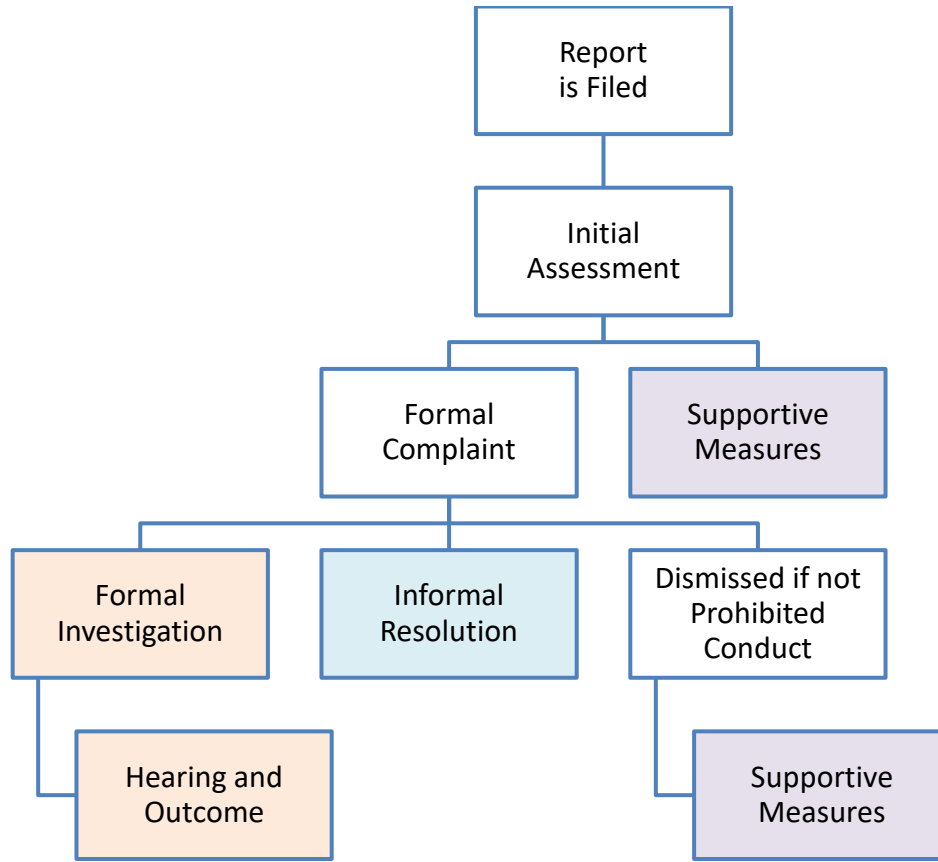 Report
is Filed
Initial
Assessment
Formal
Complaint
Supportive
Measures
Formal
Investigation
Informal
Resolution
Dismissed if not
Prohibited
Conduct
Hearing and
Outcome
Supportive
Measures